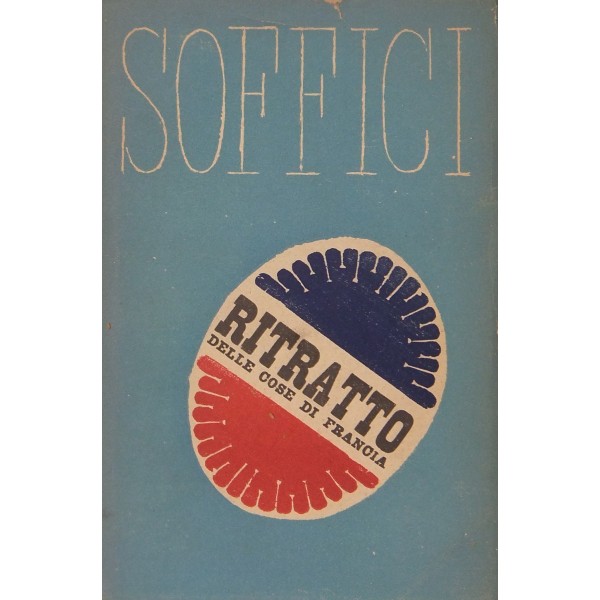 SOFFICI
RITRATTO
DELLE COSE DI FRANCIA